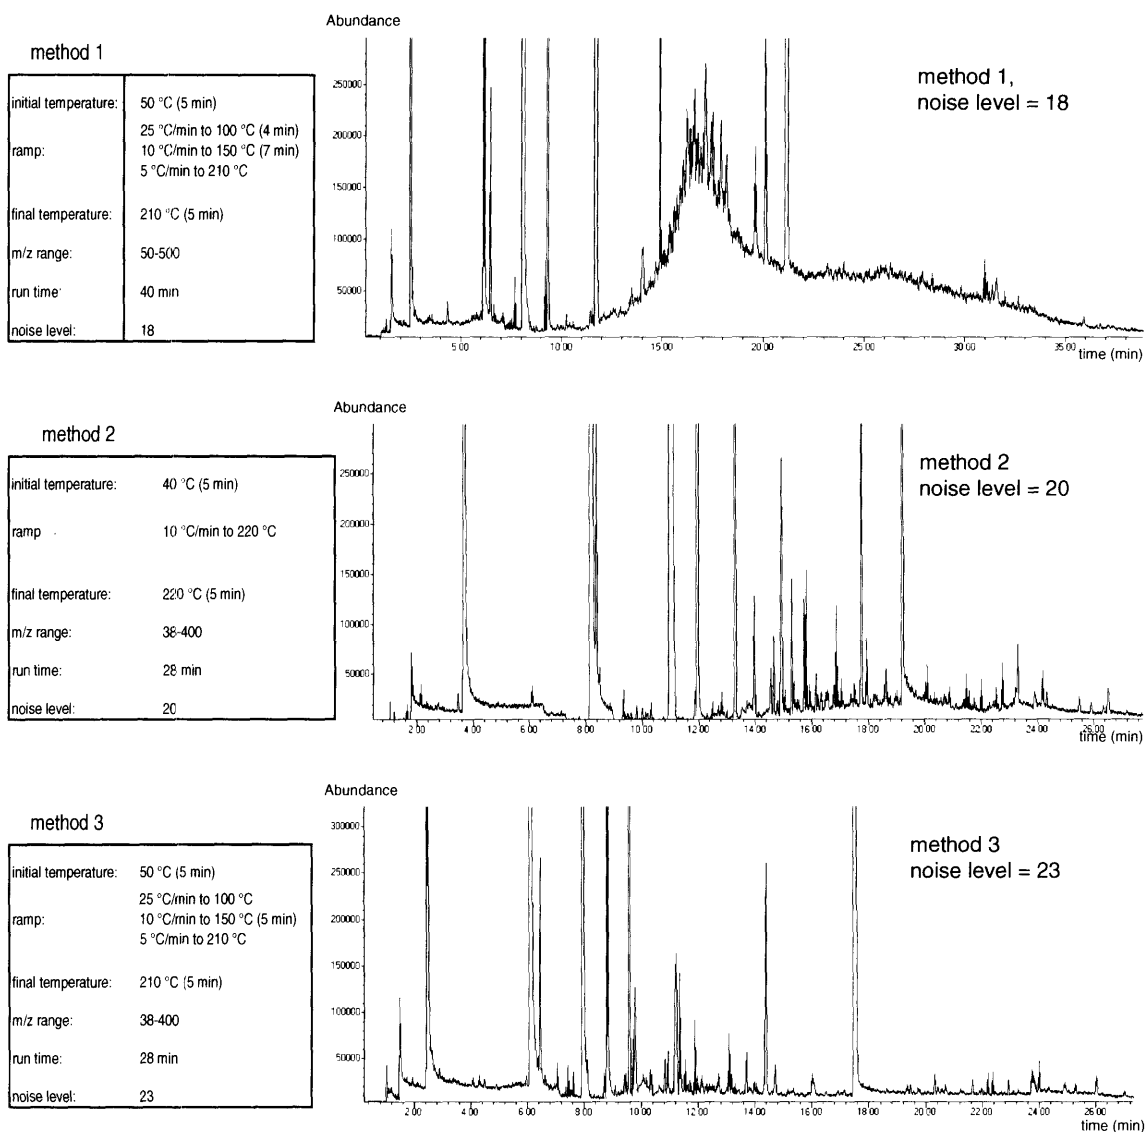 method 1
initial temperature: 50 °C (5 min)
25 °C/min to 100 °C (4 min)
ramp: 10 °C/min to 150 °C (7 min)
5 °C/min to 210 °C
final temperature: 210 °C (5 min)
m/z range: 50-500
run time: 40 min
noise level: 18
Abundance
250000
200000
150000
100000
50000
5.00 10.00 15.00 20.00 25.00 30.00 35.00
time (min)
method 1,
noise level = 18
method 2
initial temperature: 40 °C (5 min)
ramp 10 °C/min to 220 °C
final temperature: 220 °C (5 min)
m/z range: 38-400
run time: 28 min
noise level: 20
Abundance
250000
200000
150000
100000
50000
2.00 4.00 6.00 8.00 10.00 12.00 14.00 16.00 18.00 20.00 22.00 24.00 26.00
time (min)
method 2
noise level = 20
method 3
initial temperature: 50 °C (5 min)
25 °C/min to 100 °C
ramp: 10 °C/min to 150 °C (5 min)
5 °C/min to 210 °C
final temperature: 210 °C (5 min)
m/z range: 38-400
run time: 28 min
noise level: 23
Abundance
300000
250000
200000
150000
100000
50000
2.00 4.00 6.00 8.00 10.00 12.00 14.00 16.00 18.00 20.00 22.00 24.00 26.00
time (min)
method 3
noise level = 23